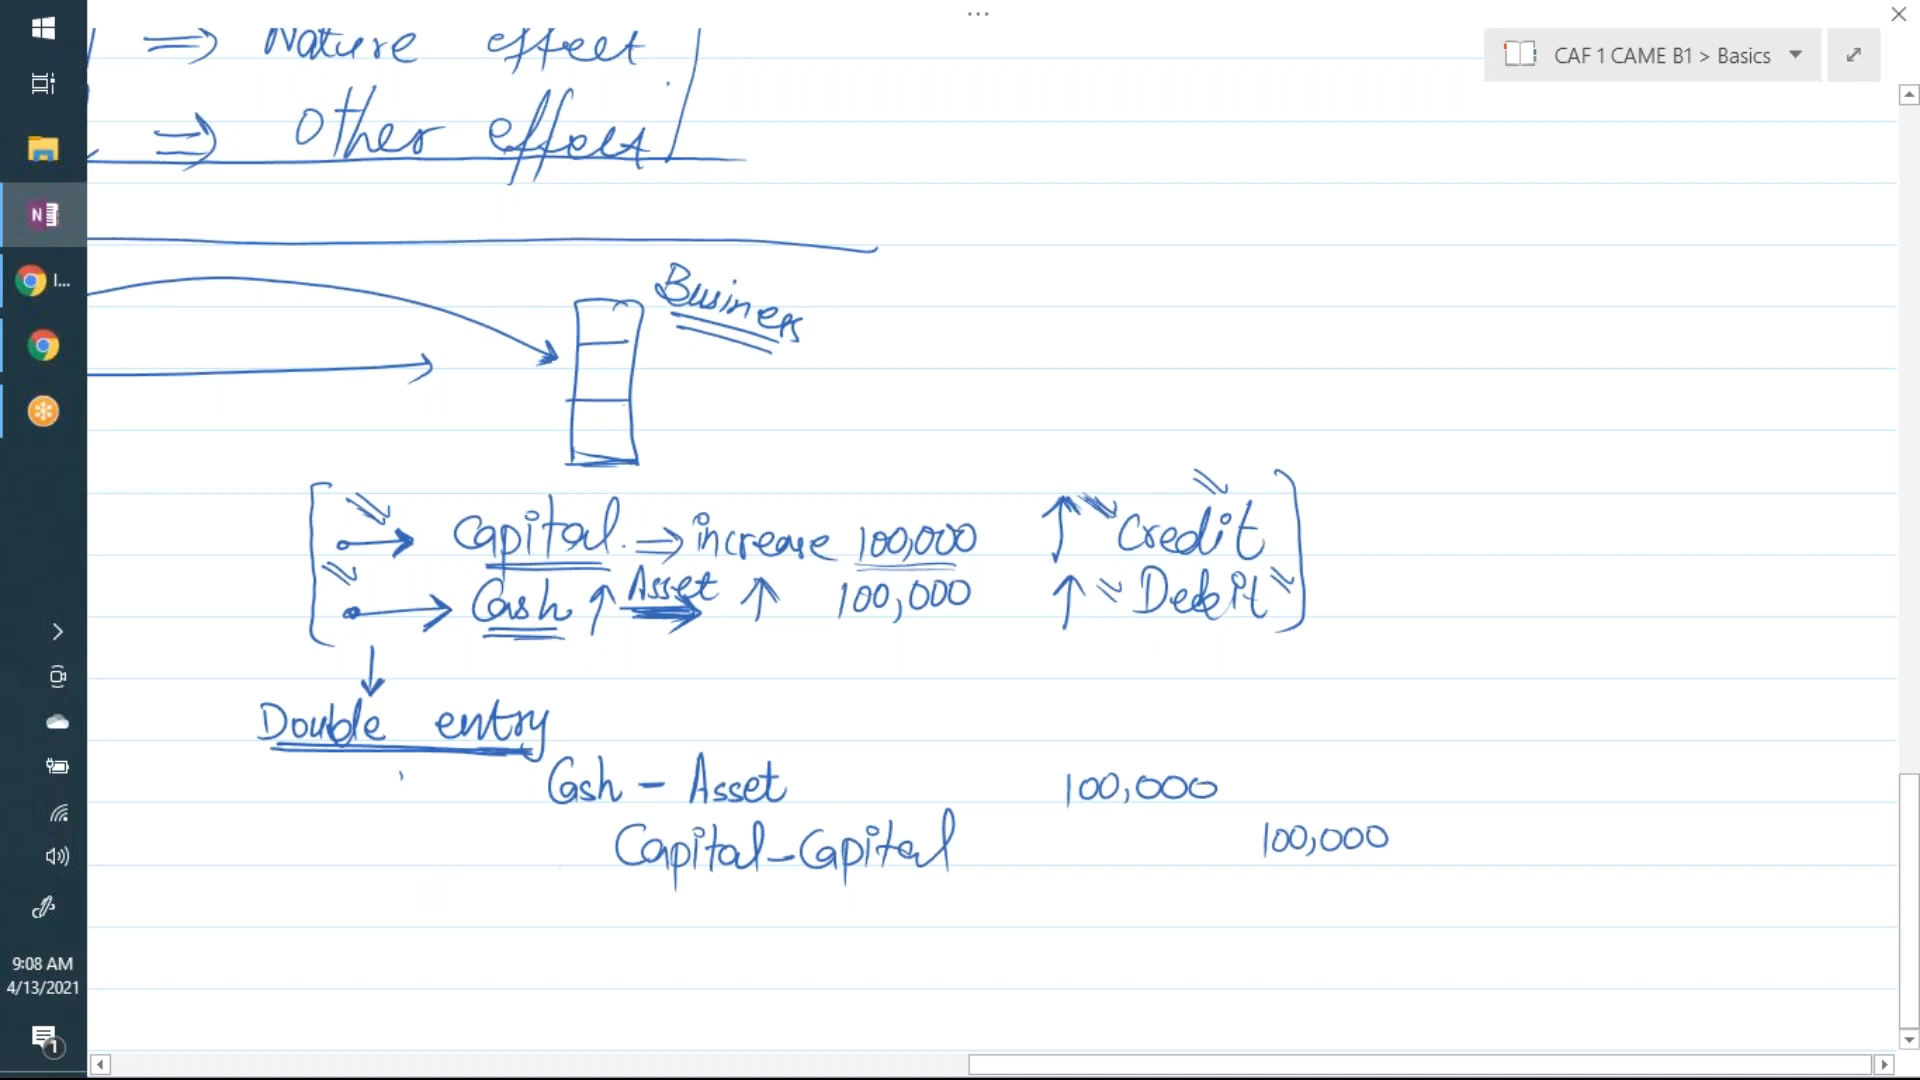 ...
CAF 1 CAME B1 > Basics
⇒ Nature effect
⇒ Other effect
I...
Business
→ Capital. ⇒ increase 100,000 ↑ Credit
→ Cash ↑ Asset → ↑ 100,000 ↑ Debit
↓
Double entry
Cash - Asset 100,000
Capital - Capital 100,000
9:08 AM
4/13/2021
1